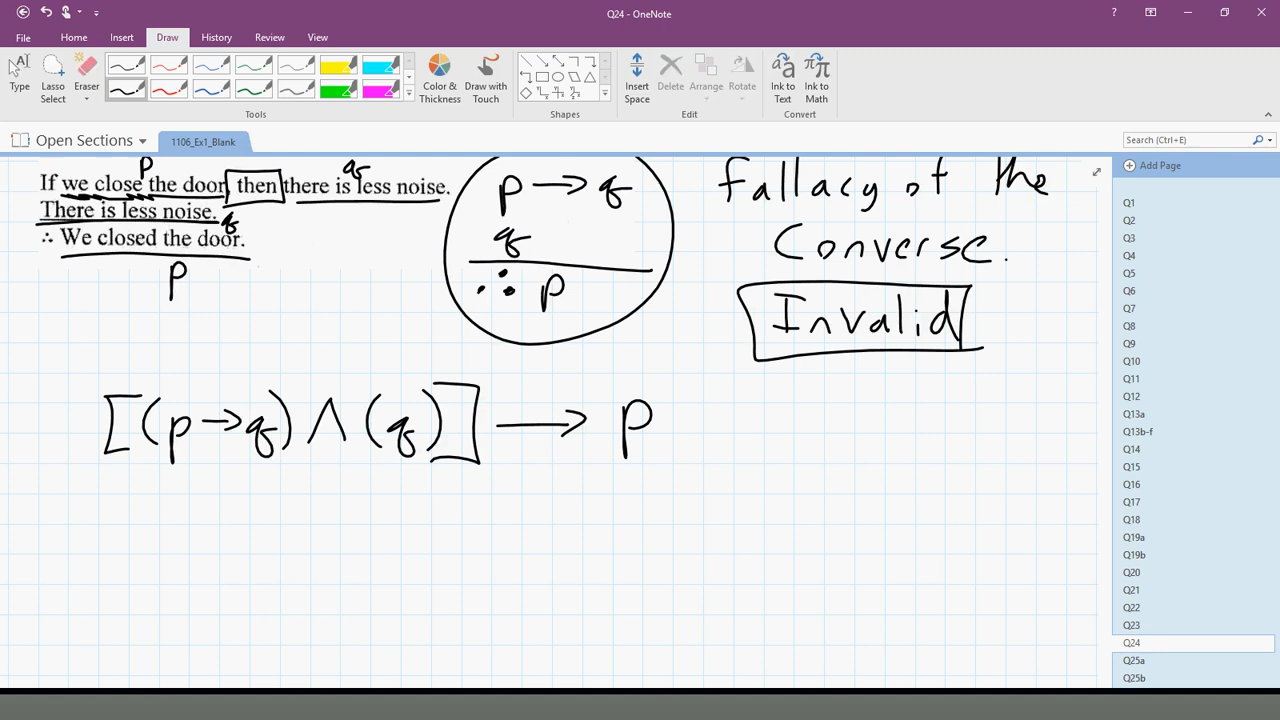 Q24 - OneNote
?
File Home Insert Draw History Review View
Type
Lasso Select
Eraser
Color & Thickness
Draw with Touch
Insert Space
Delete
Arrange
Rotate
Ink to Text
Ink to Math
Tools
Shapes
Edit
Convert
Open Sections
1106_Ex1_Blank
Search (Ctrl+E)
Add Page
p q
If we close the door, then there is less noise.
There is less noise. q
∴ We closed the door.
p
p → q
q
∴ p
Fallacy of the
Converse.
Invalid
[(p→q) ∧ (q)] → p
Q1
Q2
Q3
Q4
Q5
Q6
Q7
Q8
Q9
Q10
Q11
Q12
Q13a
Q13b-f
Q14
Q15
Q16
Q17
Q18
Q19a
Q19b
Q20
Q21
Q22
Q23
Q24
Q25a
Q25b